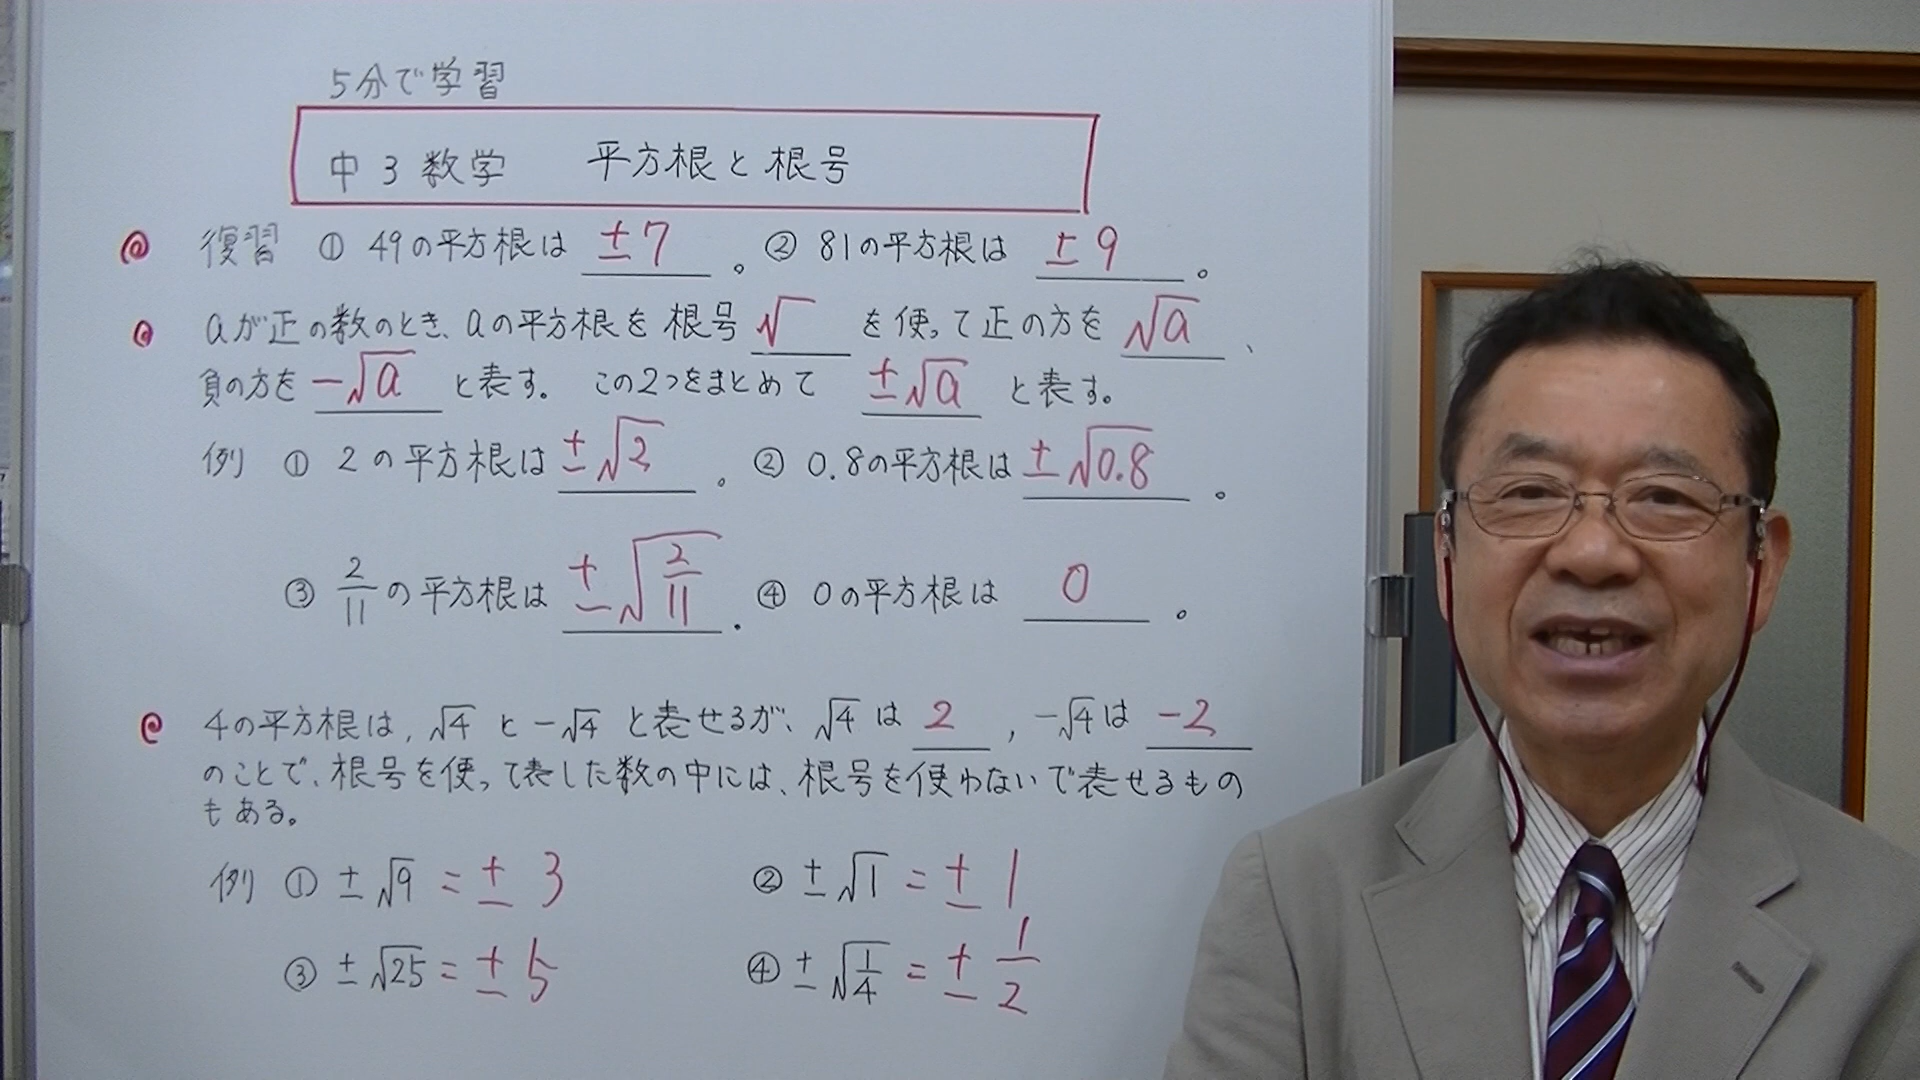 5分で学習
中3数学 平方根と根号
復習 ① 49の平方根は ±7 。 ② 81の平方根は ±9 。
aが正の数のとき、aの平方根を 根号 √ を使って正の方を √a 、
負の方を -√a と表す。 この2つをまとめて ±√a と表す。
例 ① 2の平方根は ±√2 。 ② 0.8の平方根は ±√0.8 。
③ 2/11の平方根は ±√(2/11) . ④ 0の平方根は 0 。
4の平方根は, √4 と -√4 と表せるが、√4 は 2 , -√4は -2
のことで、根号を使って表した数の中には、根号を使わないで表せるもの
もある。
例 ① ±√9 = ± 3 ② ±√1 = ± 1
③ ±√25 = ± 5 ④ ±√(1/4) = ± 1/2